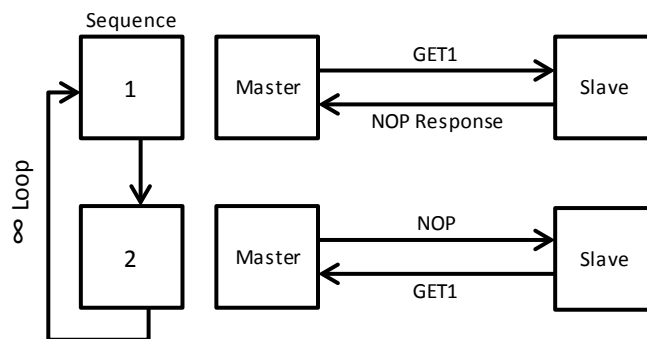 Sequence
1
Master
GET1
NOP Response
Slave
∞ Loop
2
Master
NOP
GET1
Slave